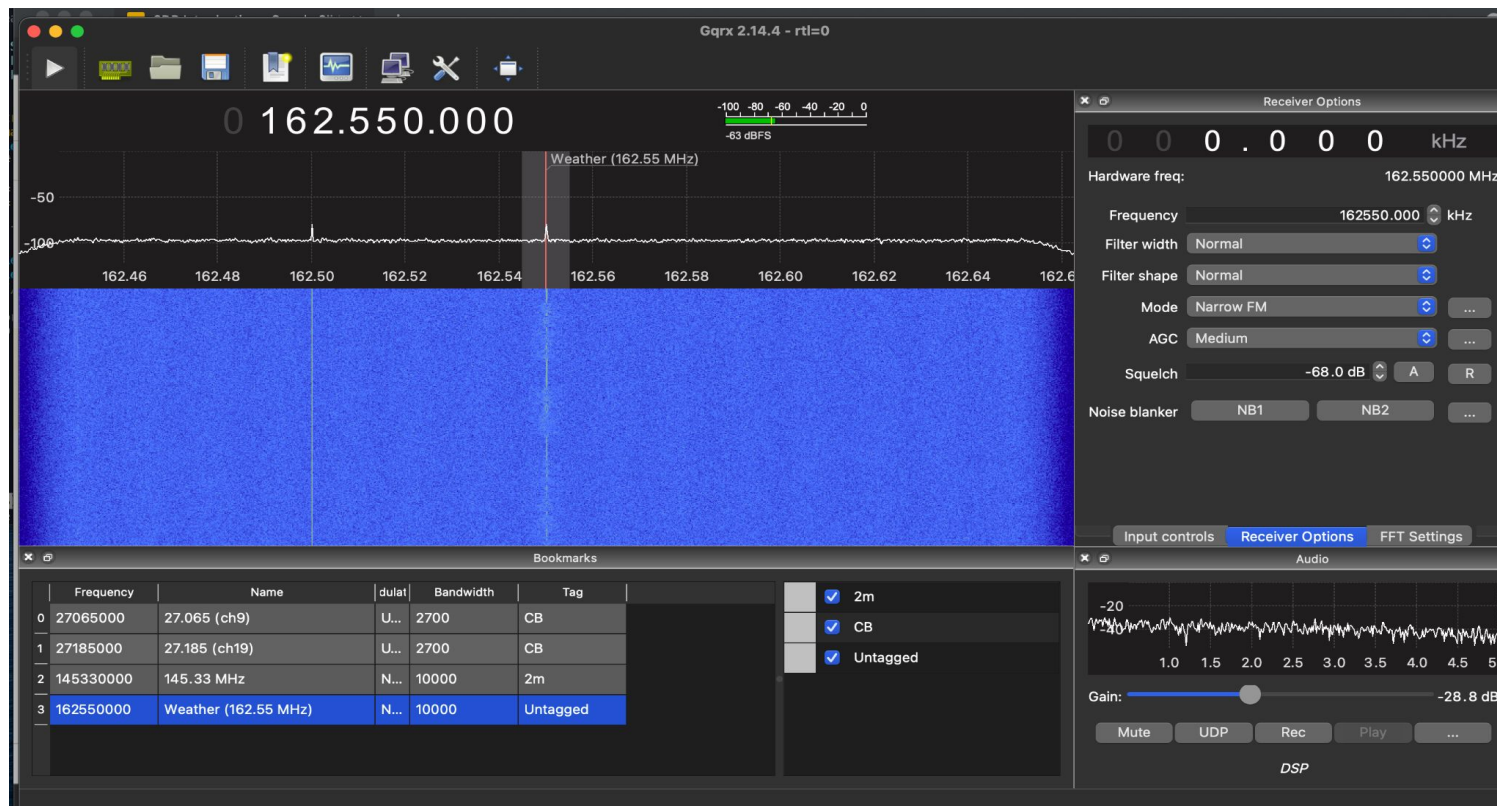 Gqrx 2.14.4 - rtl=0
0 162.550.000
-100 -80 -60 -40 -20 0
-63 dBFS
Weather (162.55 MHz)
-50
-100
162.46 162.48 162.50 162.52 162.54 162.56 162.58 162.60 162.62 162.64 162.6
Receiver Options
0 0 0.000 kHz
Hardware freq: 162.550000 MHz
Frequency 162550.000 kHz
Filter width Normal
Filter shape Normal
Mode Narrow FM ...
AGC Medium ...
Squelch -68.0 dB A R
Noise blanker NB1 NB2 ...
Input controls Receiver Options FFT Settings
Bookmarks
Frequency Name dulat Bandwidth Tag
0 27065000 27.065 (ch9) U... 2700 CB
1 27185000 27.185 (ch19) U... 2700 CB
2 145330000 145.33 MHz N... 10000 2m
3 162550000 Weather (162.55 MHz) N... 10000 Untagged
2m
CB
Untagged
Audio
-20
-40
1.0 1.5 2.0 2.5 3.0 3.5 4.0 4.5 5
Gain: -28.8 dB
Mute UDP Rec Play ...
DSP